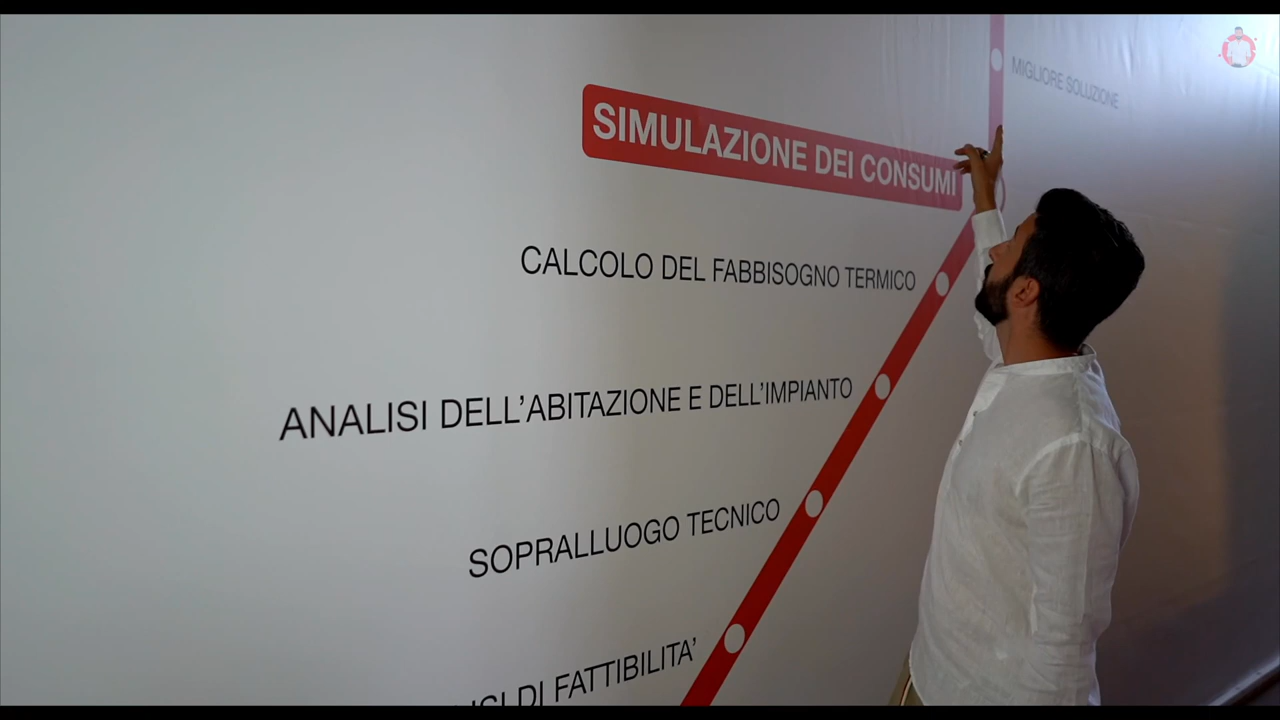 MIGLIORE SOLUZIONE
SIMULAZIONE DEI CONSUMI
CALCOLO DEL FABBISOGNO TERMICO
ANALISI DELL'ABITAZIONE E DELL'IMPIANTO
SOPRALLUOGO TECNICO
DI FATTIBILITA'